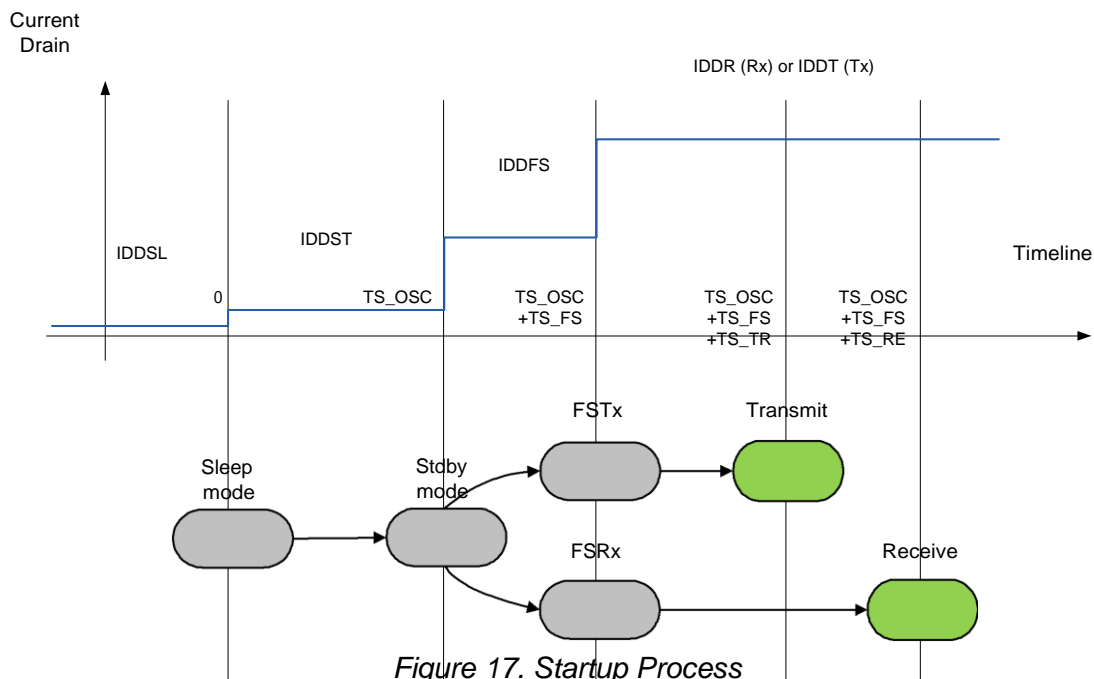 Current
Drain
IDDR (Rx) or IDDT (Tx)
IDDFS
IDDSL
IDDST
Timeline
0
TS_OSC
TS_OSC
+TS_FS
TS_OSC
+TS_FS
+TS_TR
TS_OSC
+TS_FS
+TS_RE
FSTx
Transmit
Sleep
mode
Stdby
mode
FSRx
Receive
Figure 17. Startup Process